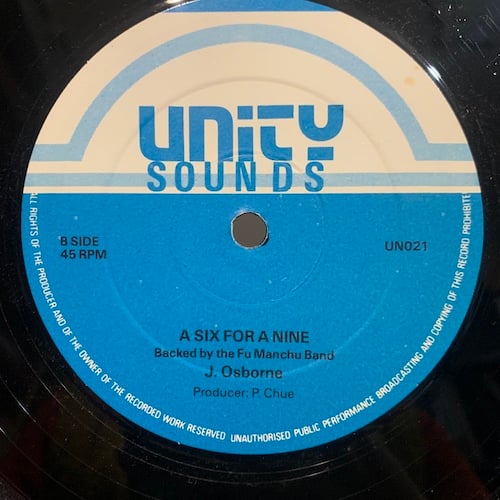 UNITY
SOUNDS
B SIDE
45 RPM
UN021
A SIX FOR A NINE
Backed by the Fu Manchu Band
J. Osborne
Producer: P. Chue
ALL RIGHTS OF THE PRODUCER AND OF THE OWNER OF THE RECORDED WORK RESERVED UNAUTHORISED PUBLIC PERFORMANCE BROADCASTING AND COPYING OF THIS RECORD PROHIBITED